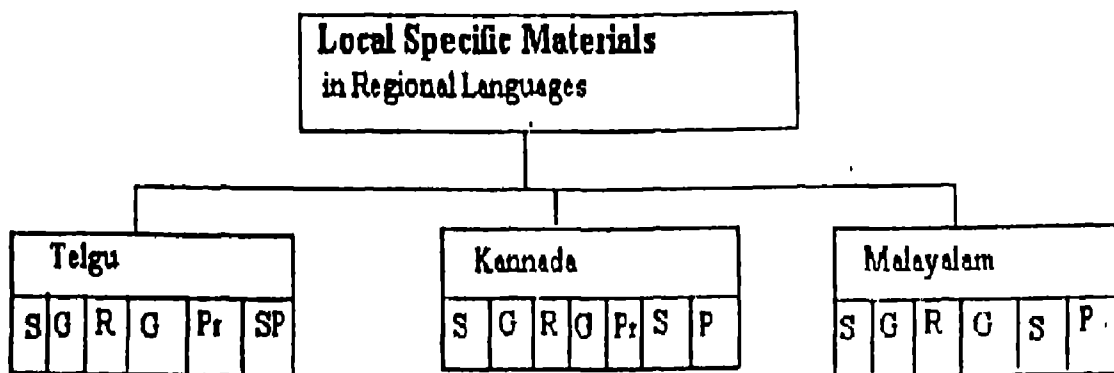 Local Specific Materials
in Regional Languages
Telgu
S G R G Pr SP
Kannada
S G R G Pr S P
Malayalam
S G R G S P